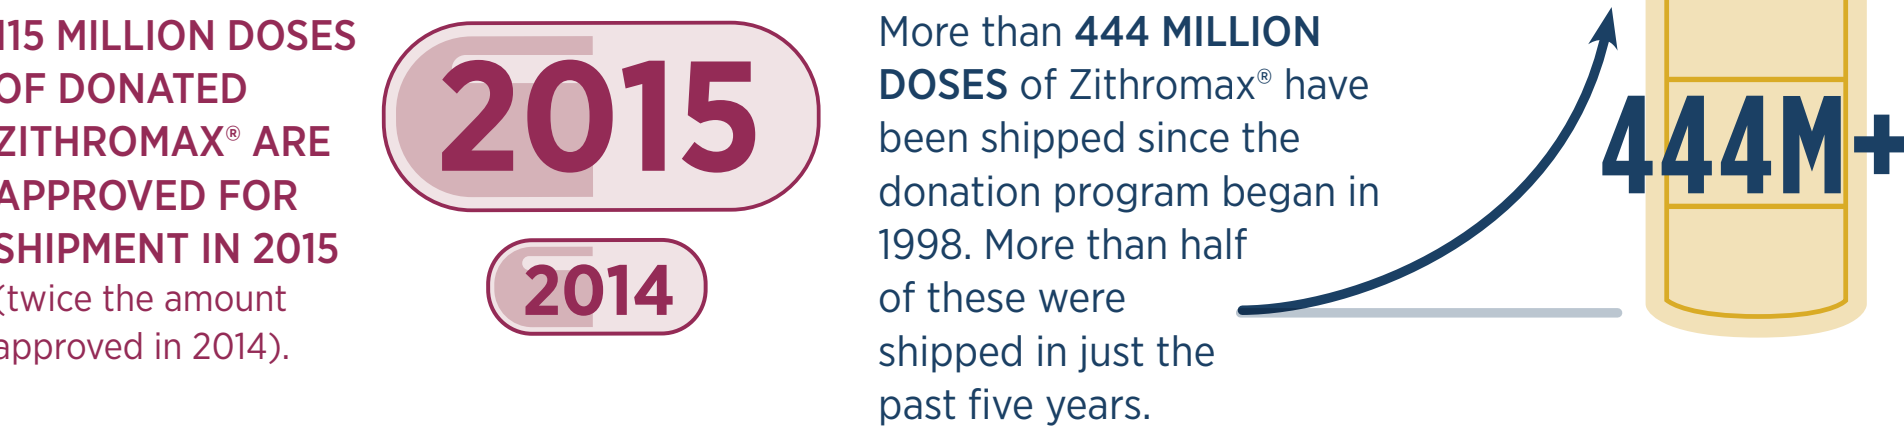 115 MILLION DOSES
OF DONATED
ZITHROMAX® ARE
APPROVED FOR
SHIPMENT IN 2015
(twice the amount
approved in 2014).
2015
2014
More than 444 MILLION
DOSES of Zithromax® have
been shipped since the
donation program began in
1998. More than half
of these were
shipped in just the
past five years.
444M+